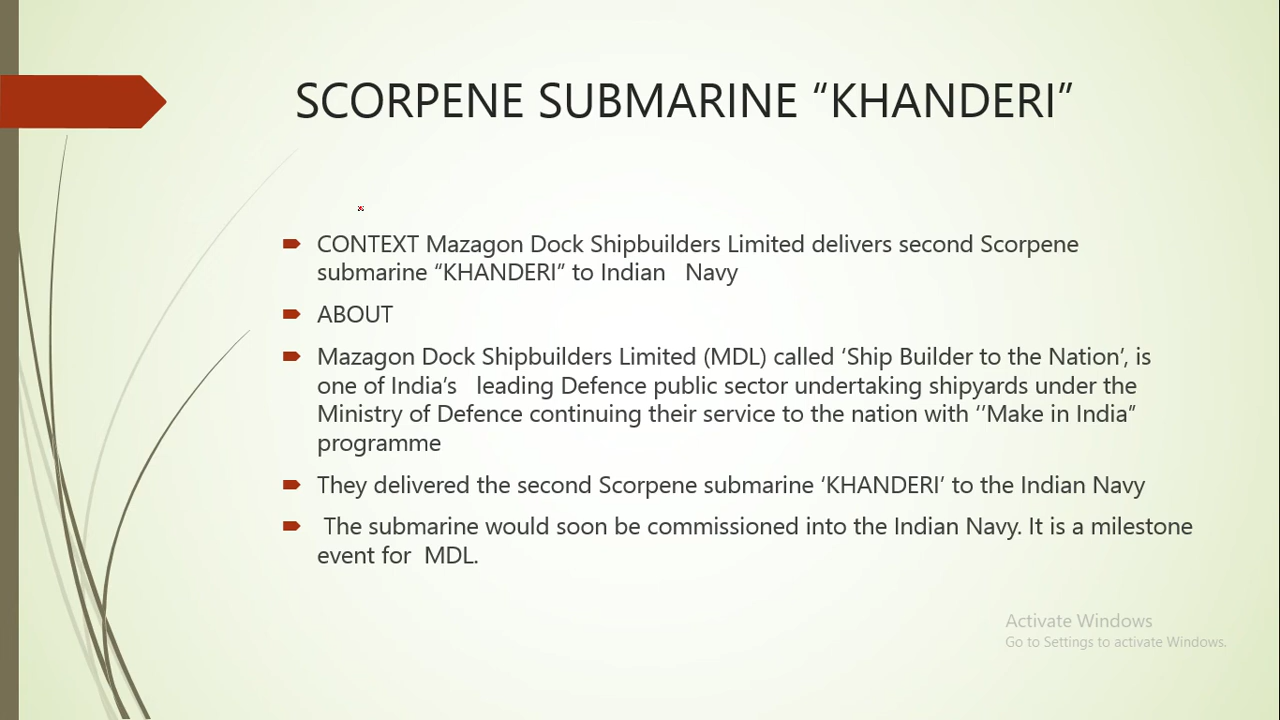 SCORPENE SUBMARINE “KHANDERI”
CONTEXT Mazagon Dock Shipbuilders Limited delivers second Scorpene
submarine “KHANDERI” to Indian   Navy
ABOUT
Mazagon Dock Shipbuilders Limited (MDL) called ‘Ship Builder to the Nation’, is
one of India’s   leading Defence public sector undertaking shipyards under the
Ministry of Defence continuing their service to the nation with ‘’Make in India”
programme
They delivered the second Scorpene submarine ‘KHANDERI’ to the Indian Navy
The submarine would soon be commissioned into the Indian Navy. It is a milestone
event for  MDL.
Activate Windows
Go to Settings to activate Windows.